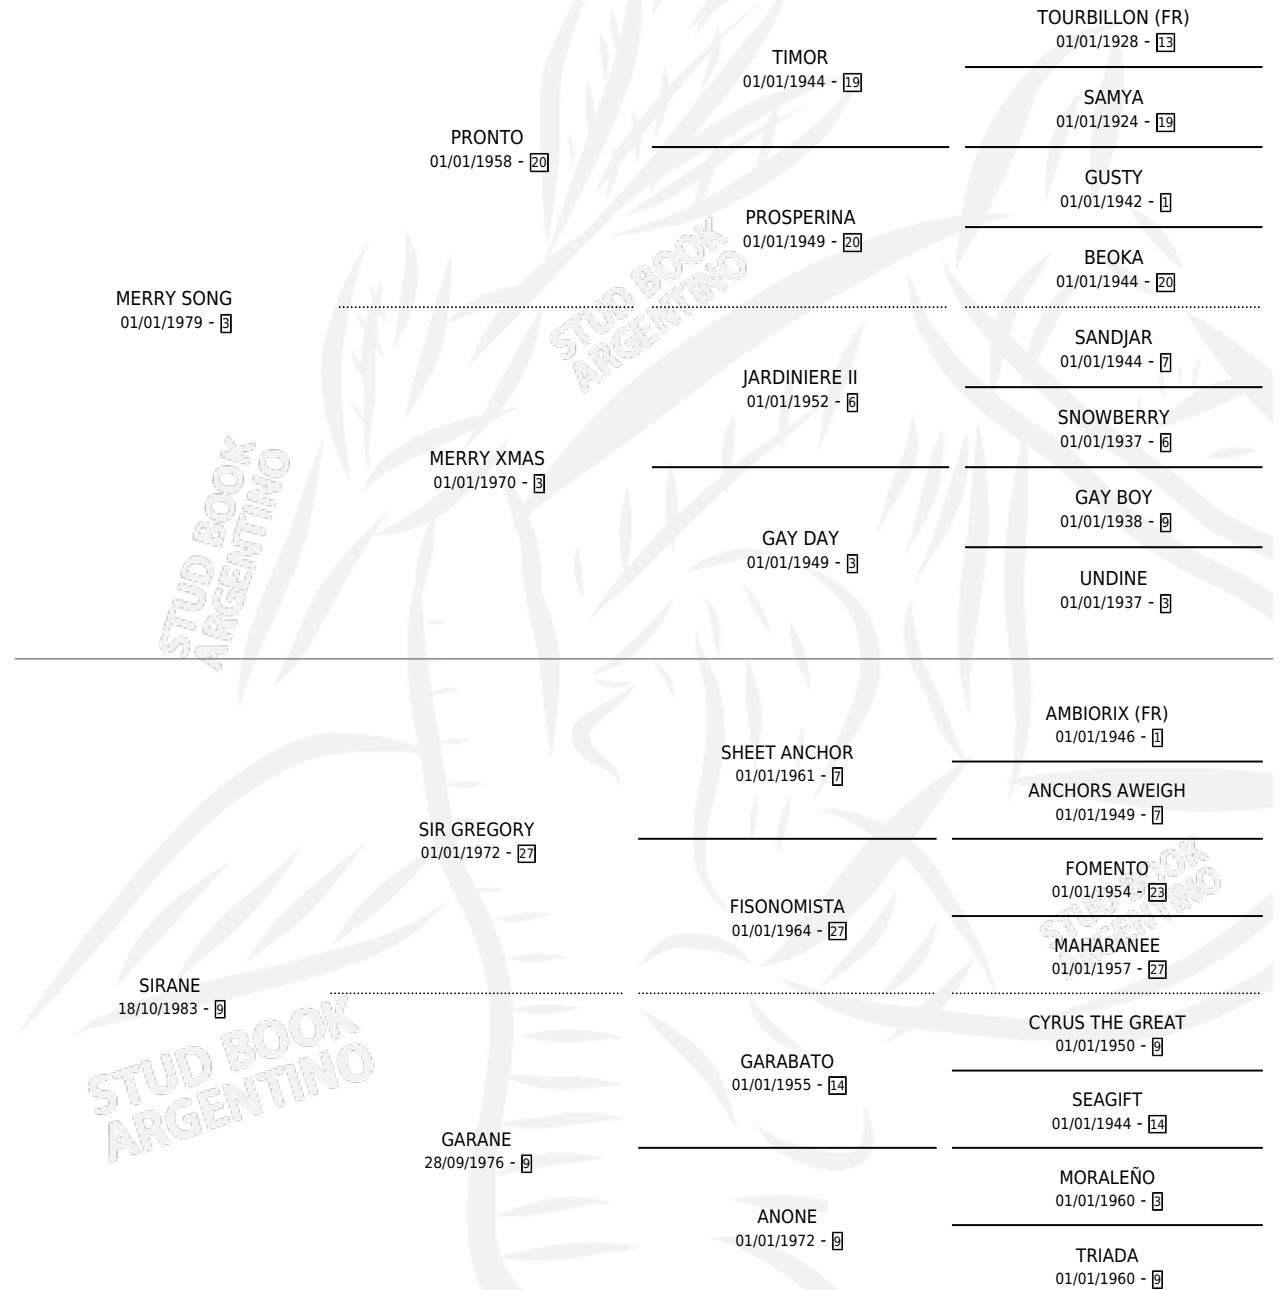 TOURBILLON (FR)
01/01/1928 - 13
TIMOR
01/01/1944 - 19
SAMYA
01/01/1924 - 19
PRONTO
01/01/1958 - 20
GUSTY
01/01/1942 - 1
PROSPERINA
01/01/1949 - 20
BEOKA
01/01/1944 - 20
MERRY SONG
01/01/1979 - 3
SANDJAR
01/01/1944 - 7
JARDINIERE II
01/01/1952 - 6
SNOWBERRY
01/01/1937 - 6
MERRY XMAS
01/01/1970 - 3
GAY BOY
01/01/1938 - 9
GAY DAY
01/01/1949 - 3
UNDINE
01/01/1937 - 3
STUD BOOK
ARGENTINO
STUD BOOK
ARGENTINO
AMBIORIX (FR)
01/01/1946 - 1
SHEET ANCHOR
01/01/1961 - 7
ANCHORS AWEIGH
01/01/1949 - 7
SIR GREGORY
01/01/1972 - 27
FOMENTO
01/01/1954 - 23
FISONOMISTA
01/01/1964 - 27
MAHARANEE
01/01/1957 - 27
SIRANE
18/10/1983 - 9
CYRUS THE GREAT
01/01/1950 - 9
GARABATO
01/01/1955 - 14
SEAGIFT
01/01/1944 - 14
GARANE
28/09/1976 - 9
MORALEÑO
01/01/1960 - 3
ANONE
01/01/1972 - 9
TRIADA
01/01/1960 - 9
STUD BOOK
ARGENTINO
STUD BOOK
ARGENTINO